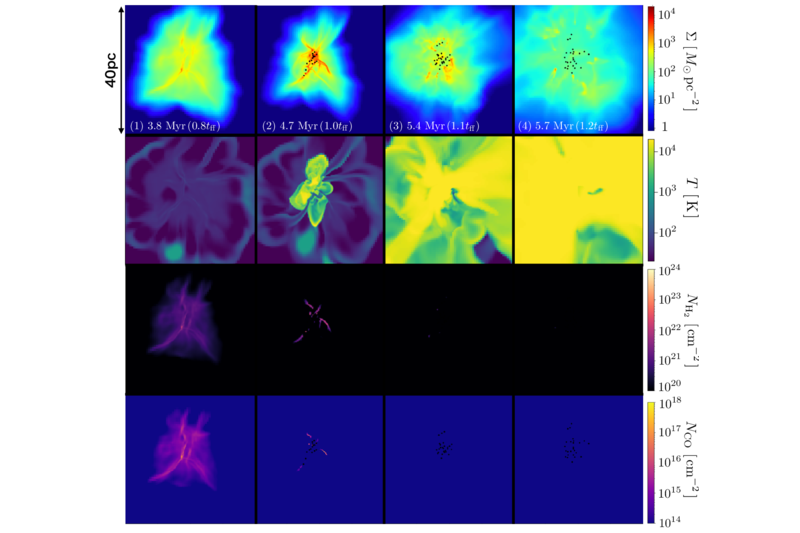 40pc
(1) 3.8 Myr (0.8t_ff)
(2) 4.7 Myr (1.0t_ff)
(3) 5.4 Myr (1.1t_ff)
(4) 5.7 Myr (1.2t_ff)
10^4
10^3
10^2
10^1
1
Σ [M_⊙ pc^−2]
10^4
10^3
10^2
T [K]
10^24
10^23
10^22
10^21
10^20
N_H_2 [cm^−2]
10^18
10^17
10^16
10^15
10^14
N_CO [cm^−2]